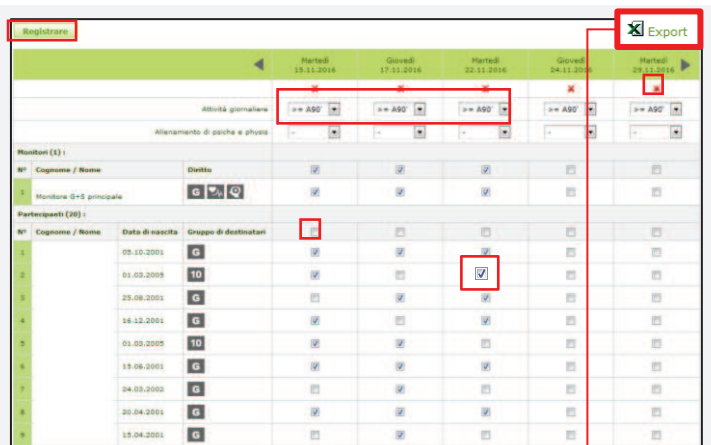 Registrare
Export
Martedì Giovedì Martedì Giovedì Martedì
15.11.2016 17.11.2016 22.11.2016 24.11.2016 29.11.2016
Attività giornaliere >= A90' >= A90' >= A90' >= A90' >= A90'
Allenamento di psiche e physis - - - - -
Monitori (1) :
N° Cognome / Nome Diritto
1 Monitore G+S principale G
Partecipanti (20) :
N° Cognome / Nome Data di nascita Gruppo di destinatari
1 05.10.2001 G
2 01.03.2005 10
3 25.08.2001 G
4 16.12.2001 G
5 01.03.2005 10
6 15.06.2001 G
7 24.03.2002 G
8 20.04.2001 G
9 15.04.2001 G